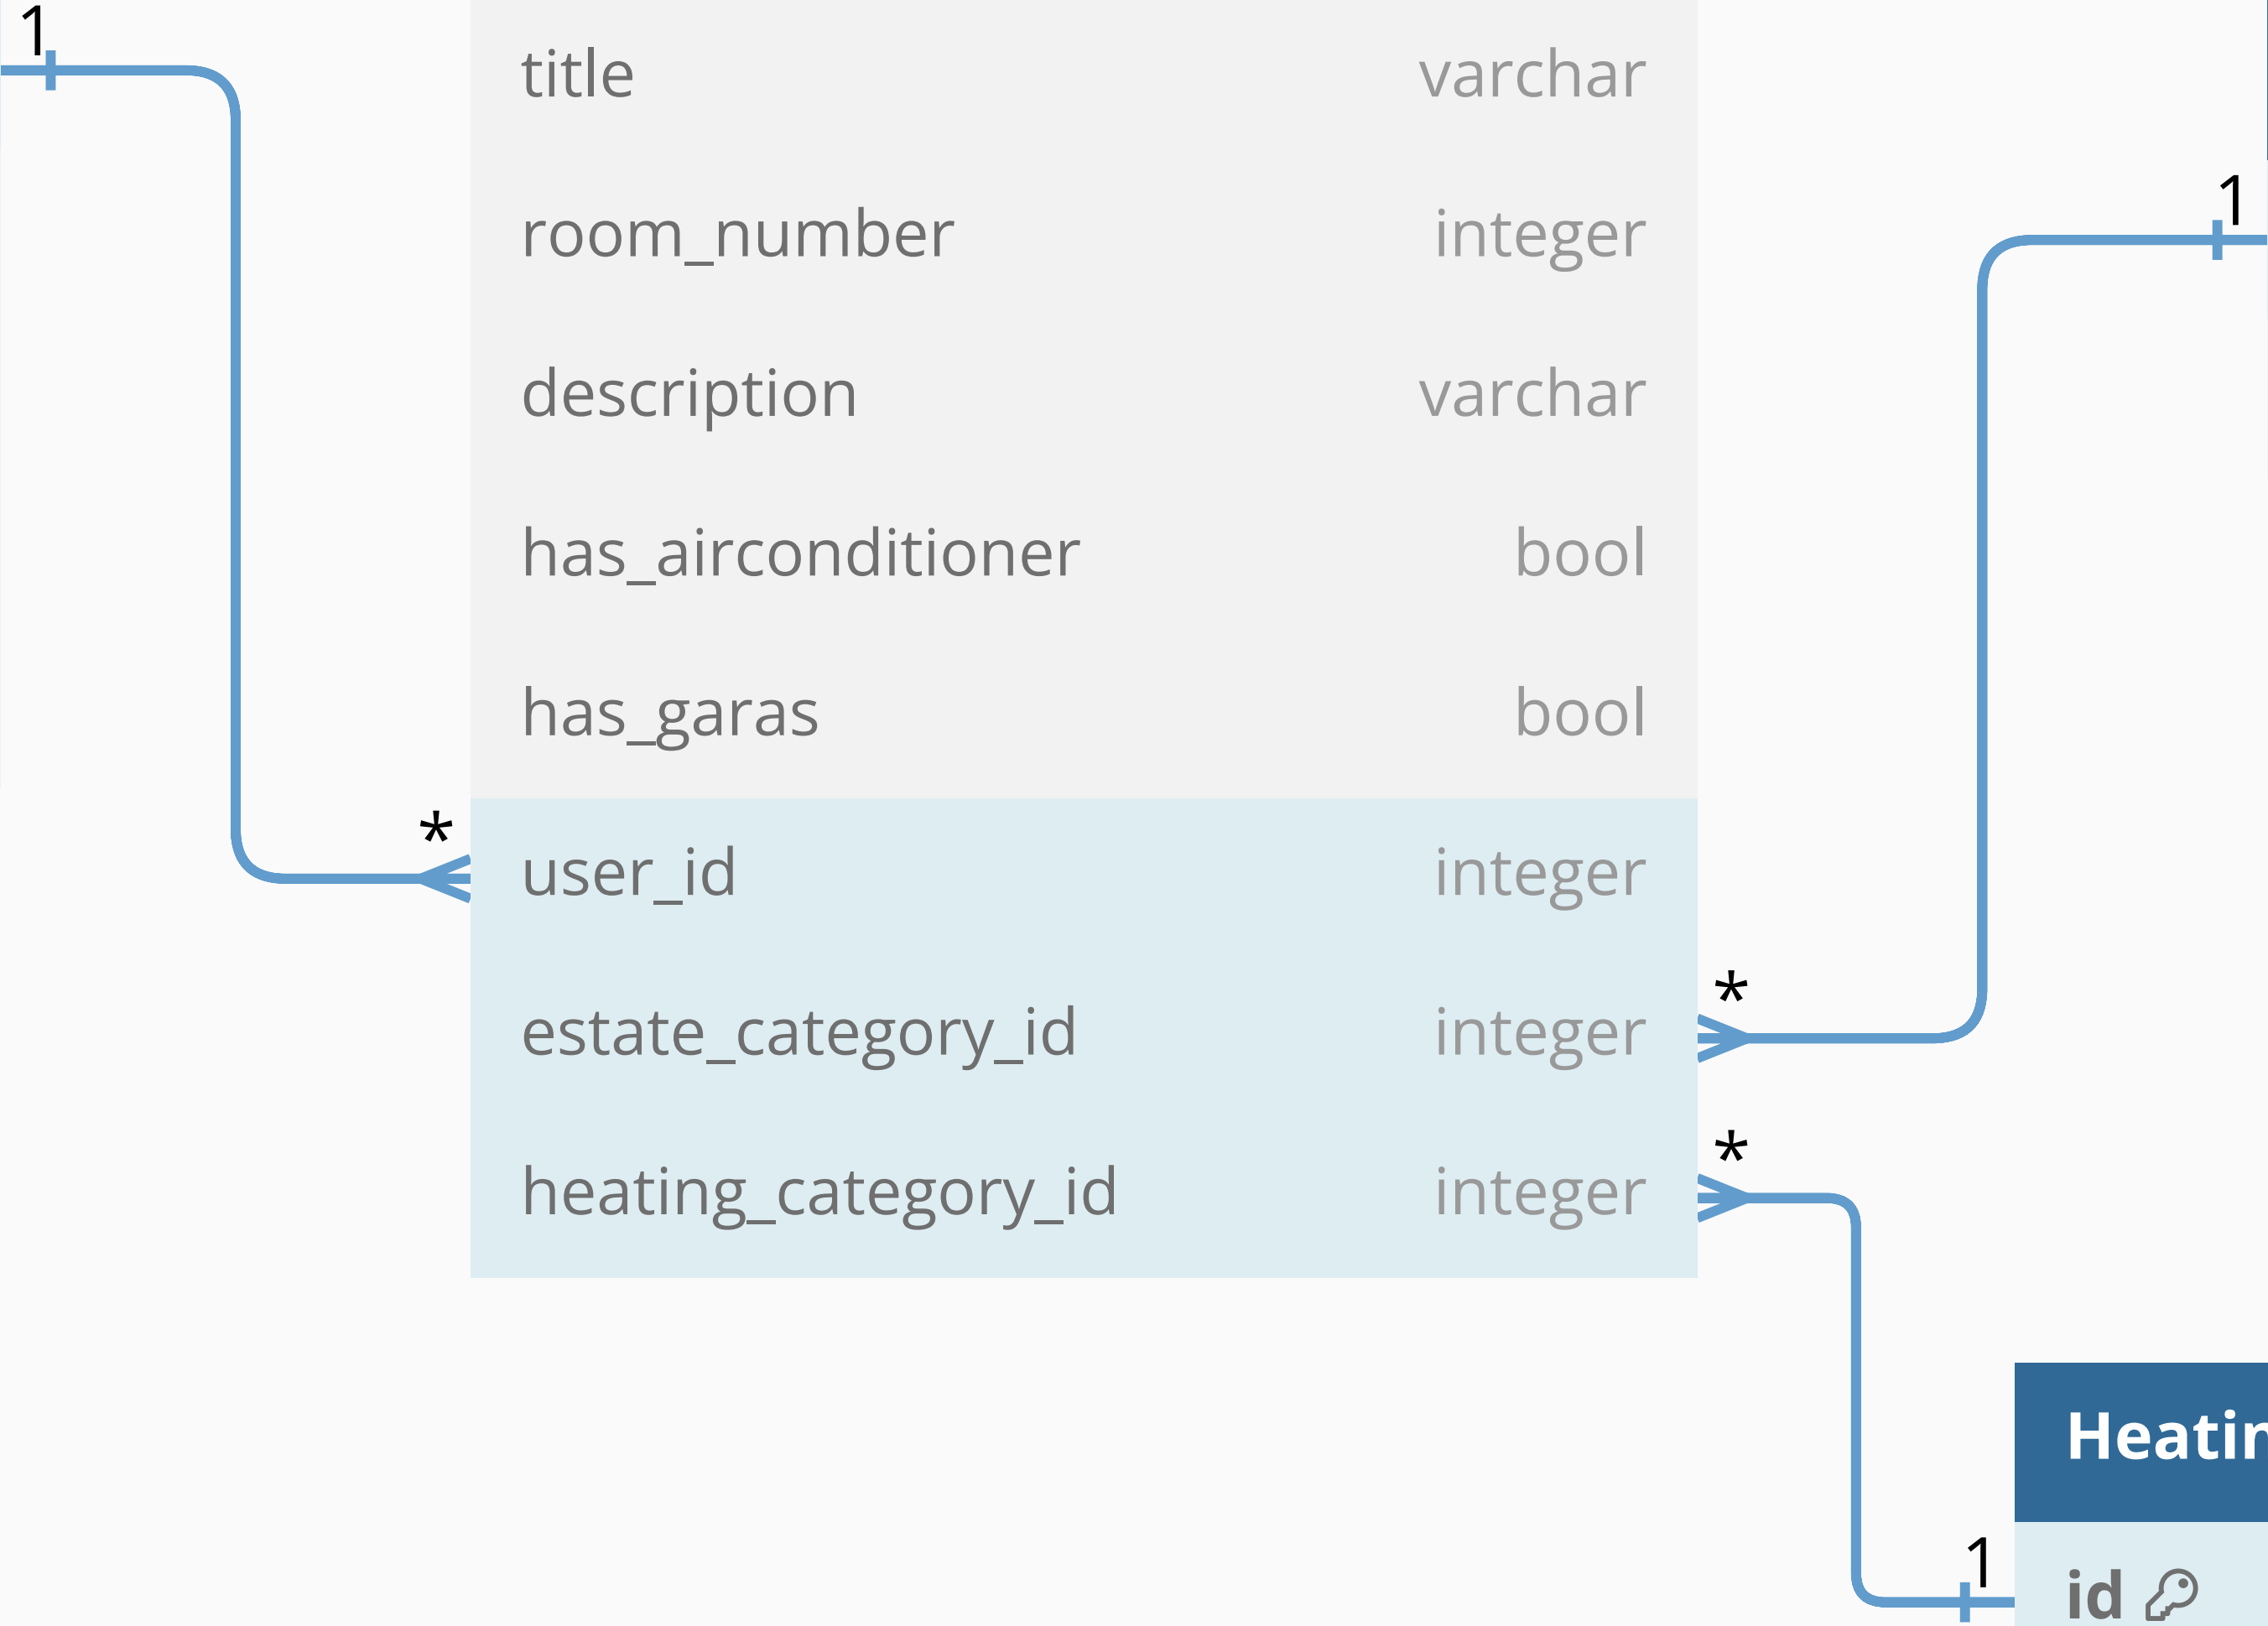 1
title varchar
1
room_number integer
description varchar
has_airconditioner bool
has_garas bool
*
user_id integer
*
estate_category_id integer
*
heating_category_id integer
1
id